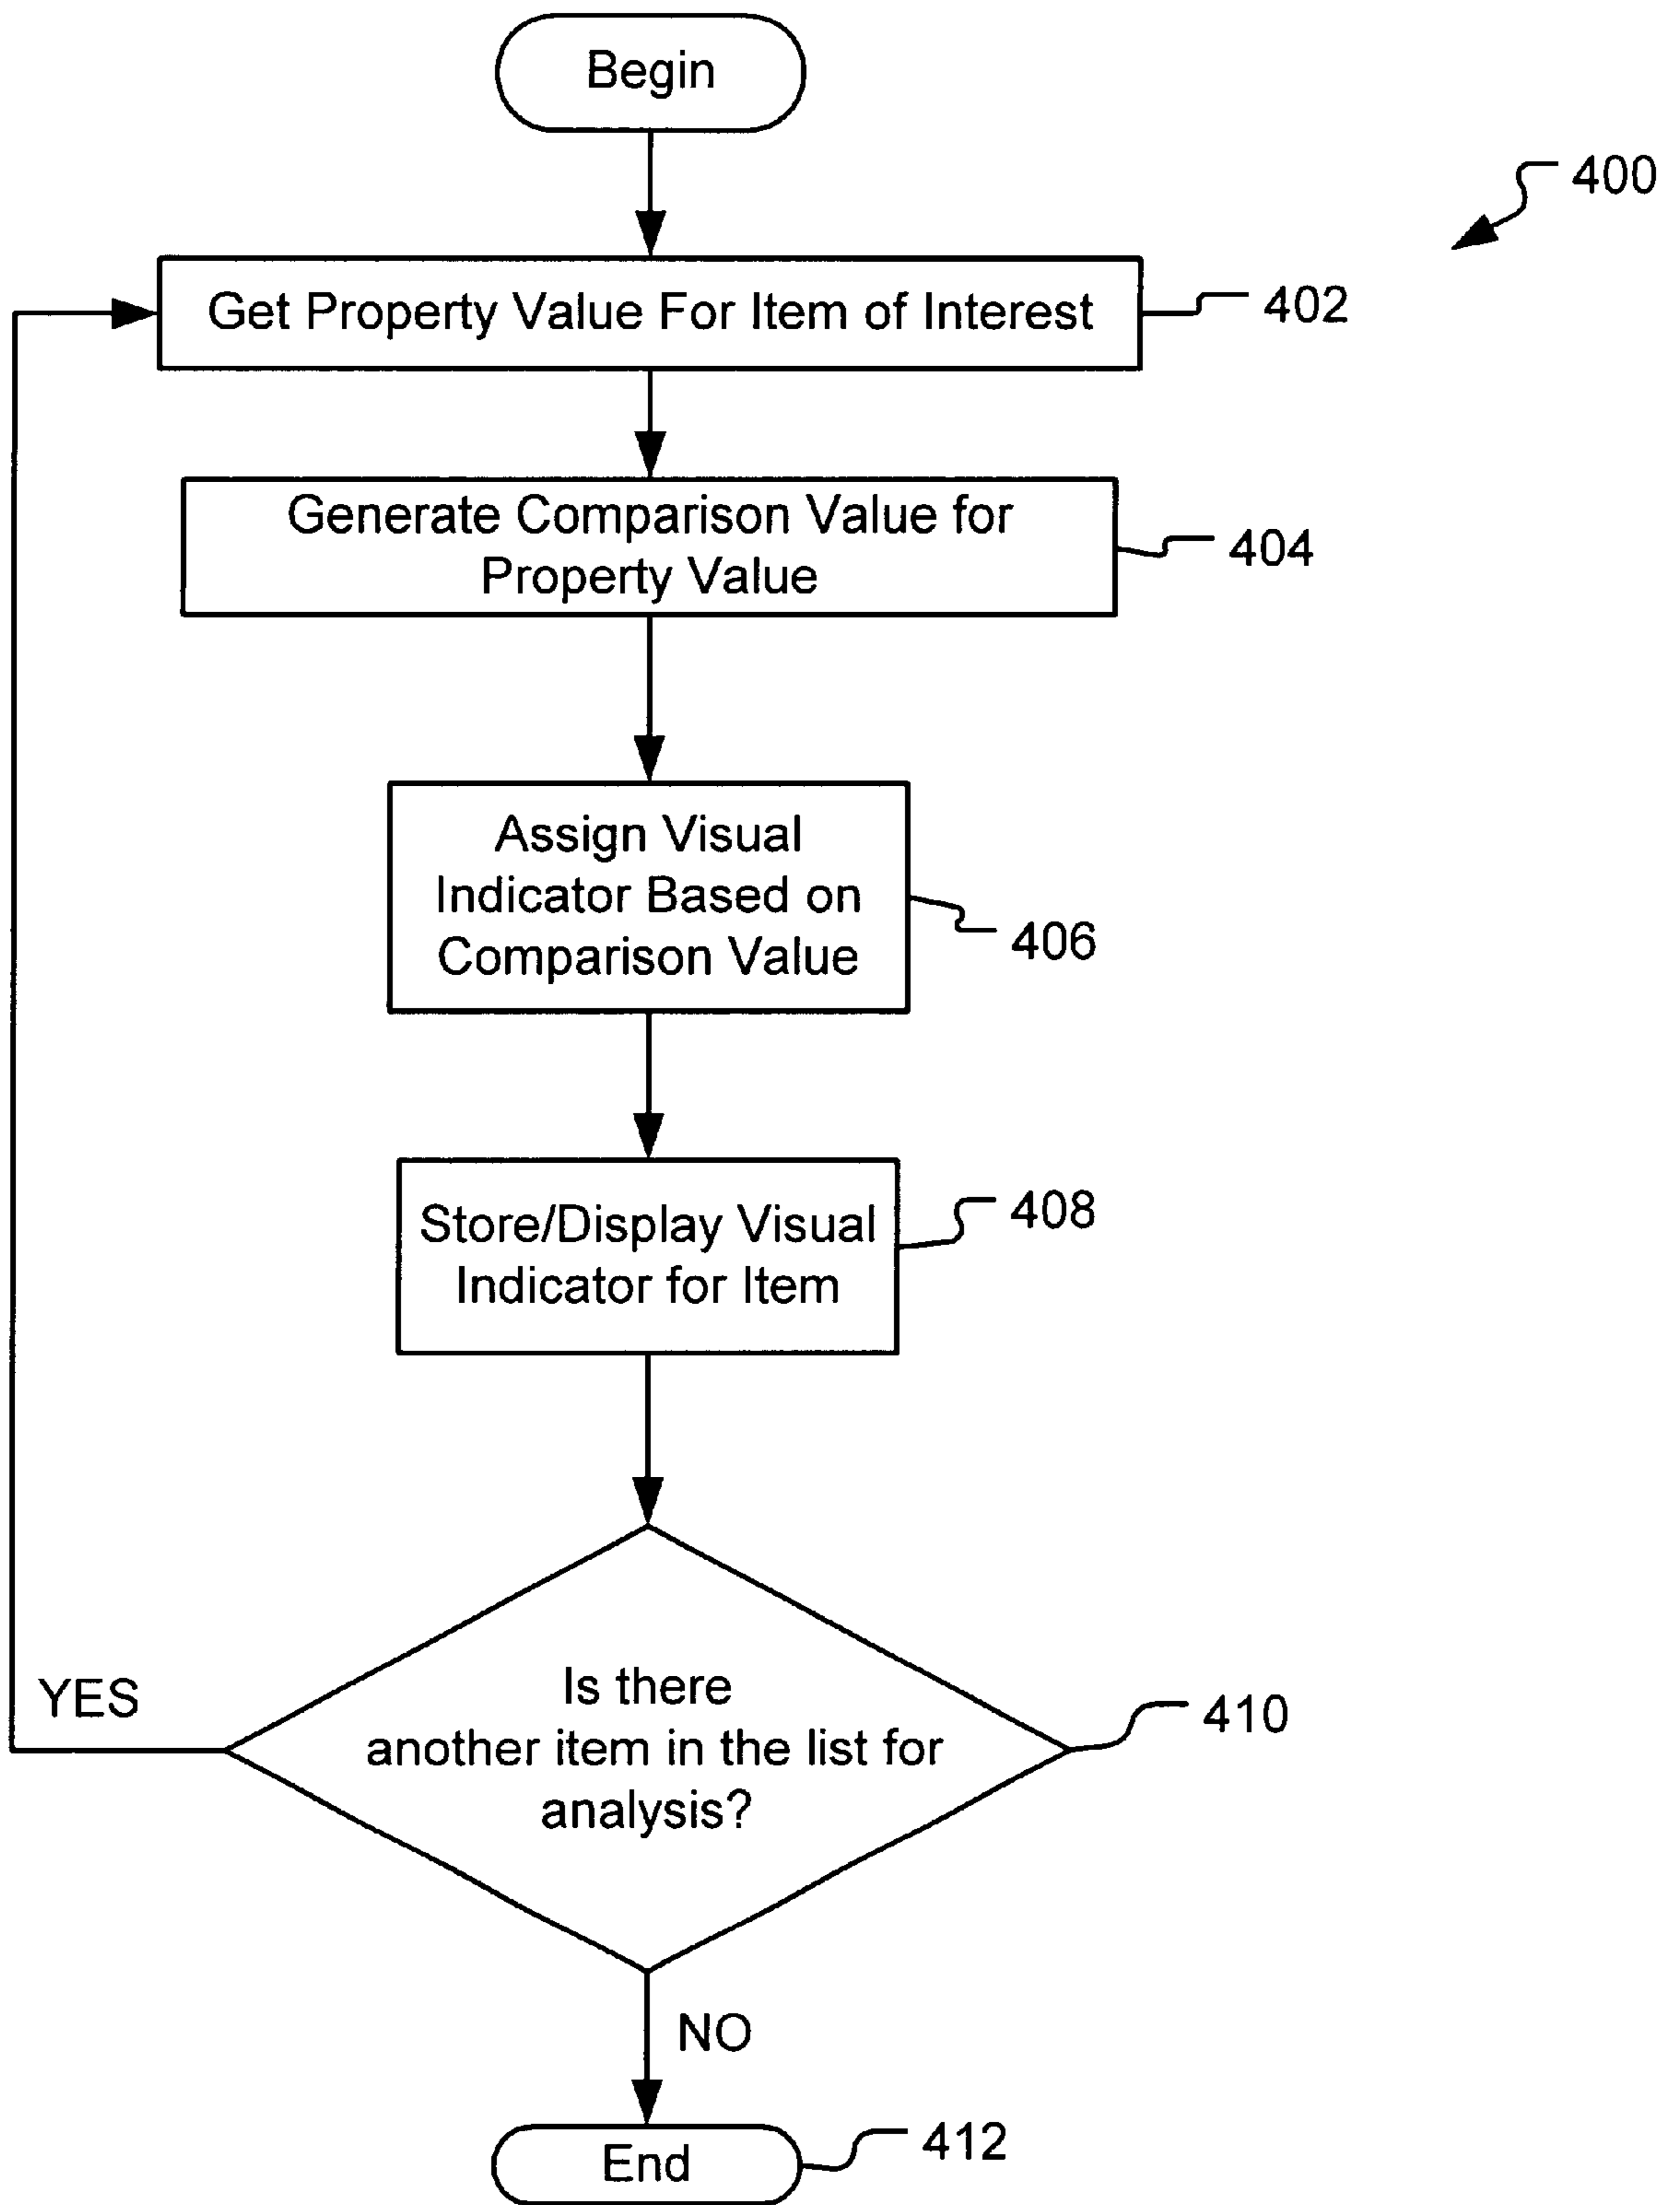 Begin
400
Get Property Value For Item of Interest
402
Generate Comparison Value for
Property Value
404
Assign Visual
Indicator Based on
Comparison Value
406
Store/Display Visual
Indicator for Item
408
Is there
another item in the list for
analysis?
410
YES
NO
End
412